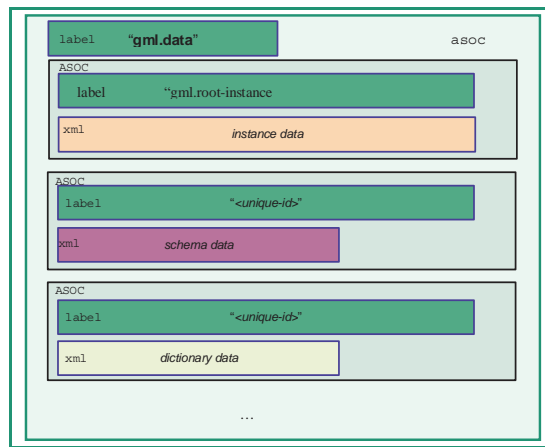 label “gml.data” asoc
ASOC
label “gml.root-instance
xml instance data
ASOC
label “<unique-id>”
xml schema data
ASOC
label “<unique-id>”
xml dictionary data
...